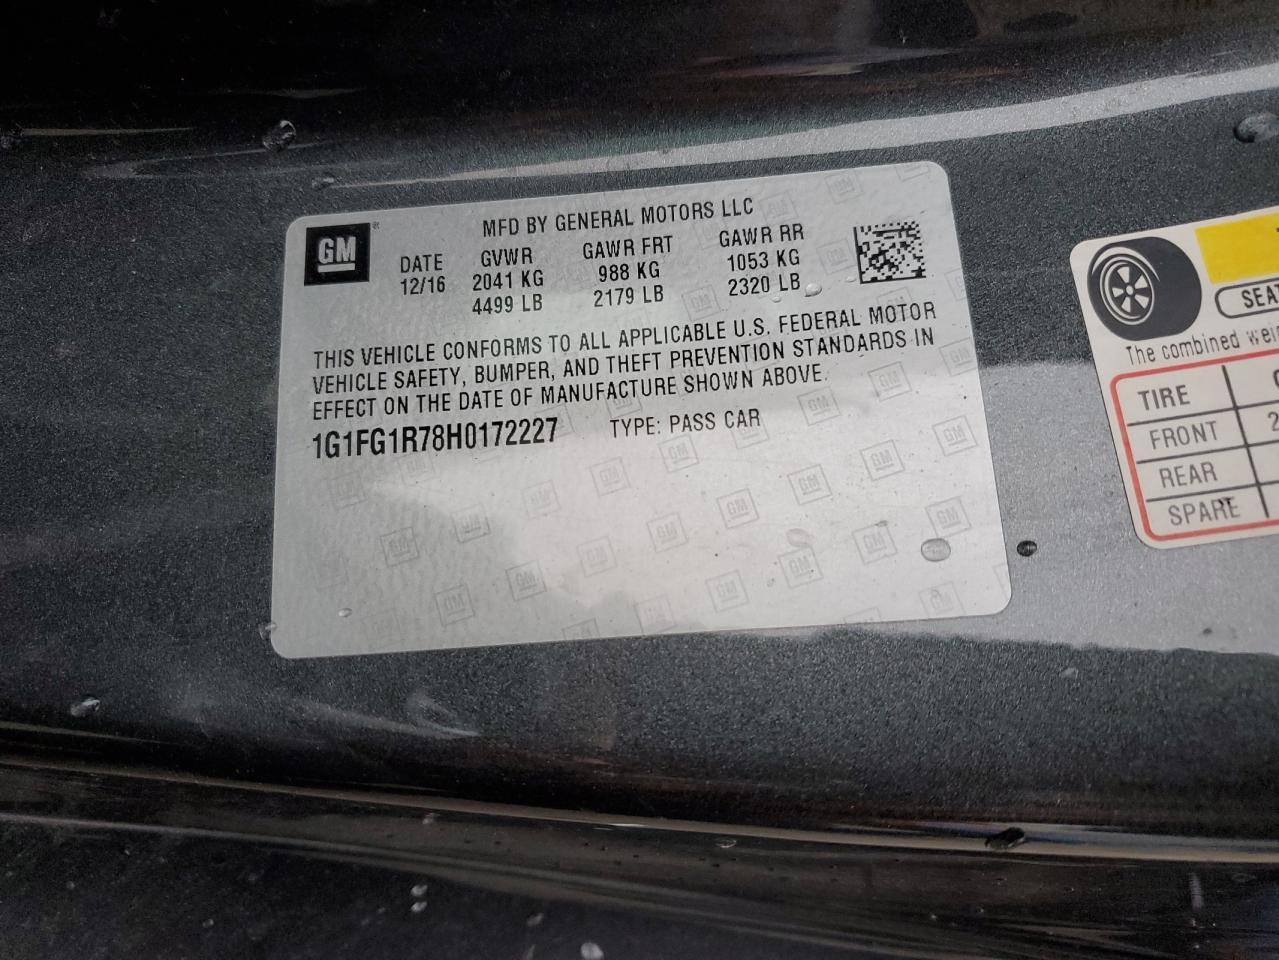 GM
MFD BY GENERAL MOTORS LLC
DATE GVWR GAWR FRT GAWR RR
12/16 2041 KG 988 KG 1053 KG
4499 LB 2179 LB 2320 LB
THIS VEHICLE CONFORMS TO ALL APPLICABLE U.S. FEDERAL MOTOR
VEHICLE SAFETY, BUMPER, AND THEFT PREVENTION STANDARDS IN
EFFECT ON THE DATE OF MANUFACTURE SHOWN ABOVE.
1G1FG1R78H0172227 TYPE: PASS CAR
SEAT
The combined
TIRE
FRONT 2
REAR
SPARE